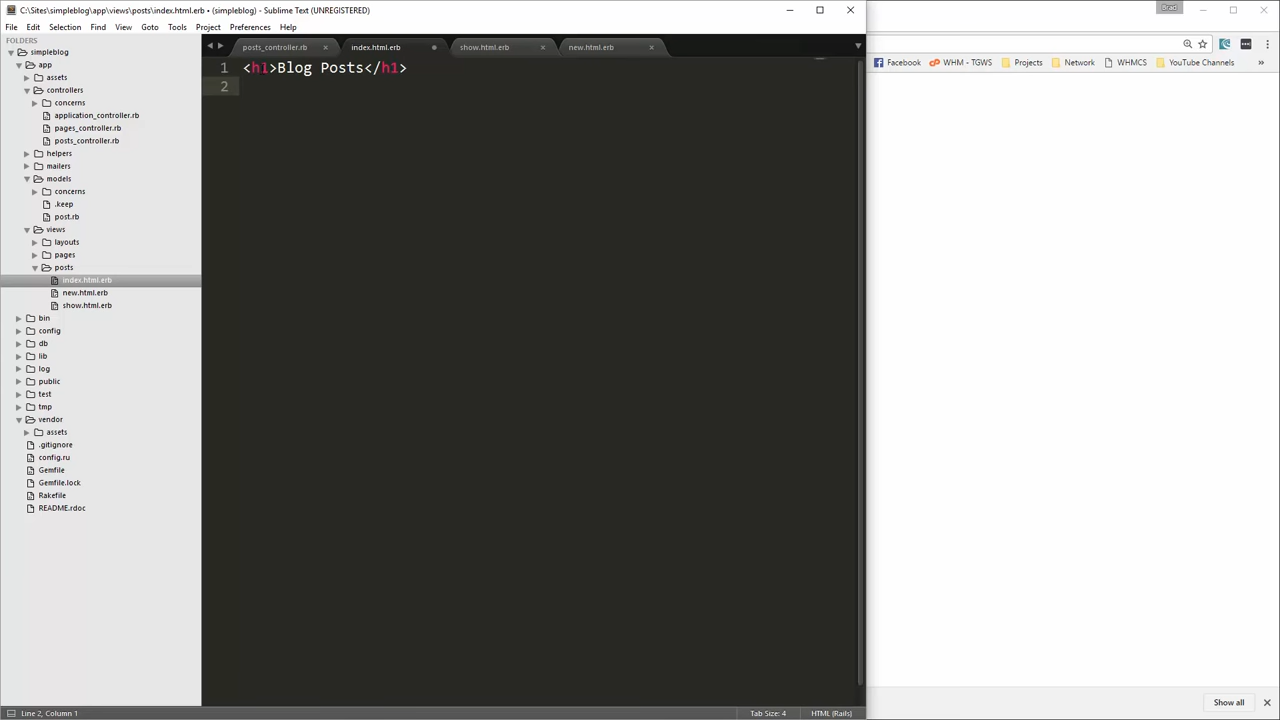 C:\Sites\simpleblog\app\views\posts\index.html.erb • (simpleblog) - Sublime Text (UNREGISTERED)
Brad
File Edit Selection Find View Goto Tools Project Preferences Help
FOLDERS
simpleblog
app
assets
controllers
concerns
application_controller.rb
pages_controller.rb
posts_controller.rb
helpers
mailers
models
concerns
.keep
post.rb
views
layouts
pages
posts
index.html.erb
new.html.erb
show.html.erb
bin
config
db
lib
log
public
test
tmp
vendor
assets
.gitignore
config.ru
Gemfile
Gemfile.lock
Rakefile
README.rdoc
posts_controller.rb index.html.erb show.html.erb new.html.erb
1 <h1>Blog Posts</h1>
2
Facebook WHM - TGWS Projects Network WHMCS YouTube Channels »
Show all
Line 2, Column 1 Tab Size: 4 HTML (Rails)